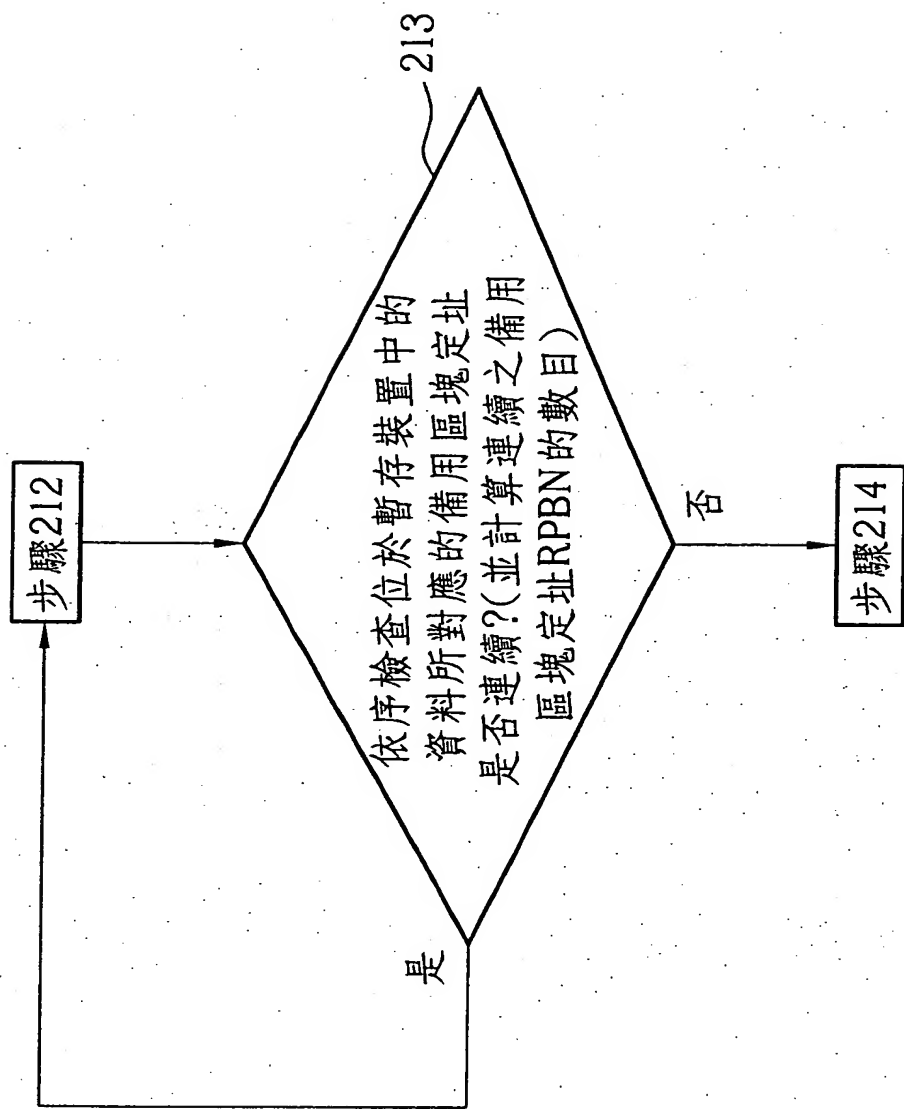 步驟212
213
依序檢查位於暫存裝置中的
資料所對應的備用區塊定址
是否連續?(並計算連續之備用
區塊定址RPBN的數目)
是
否
步驟214